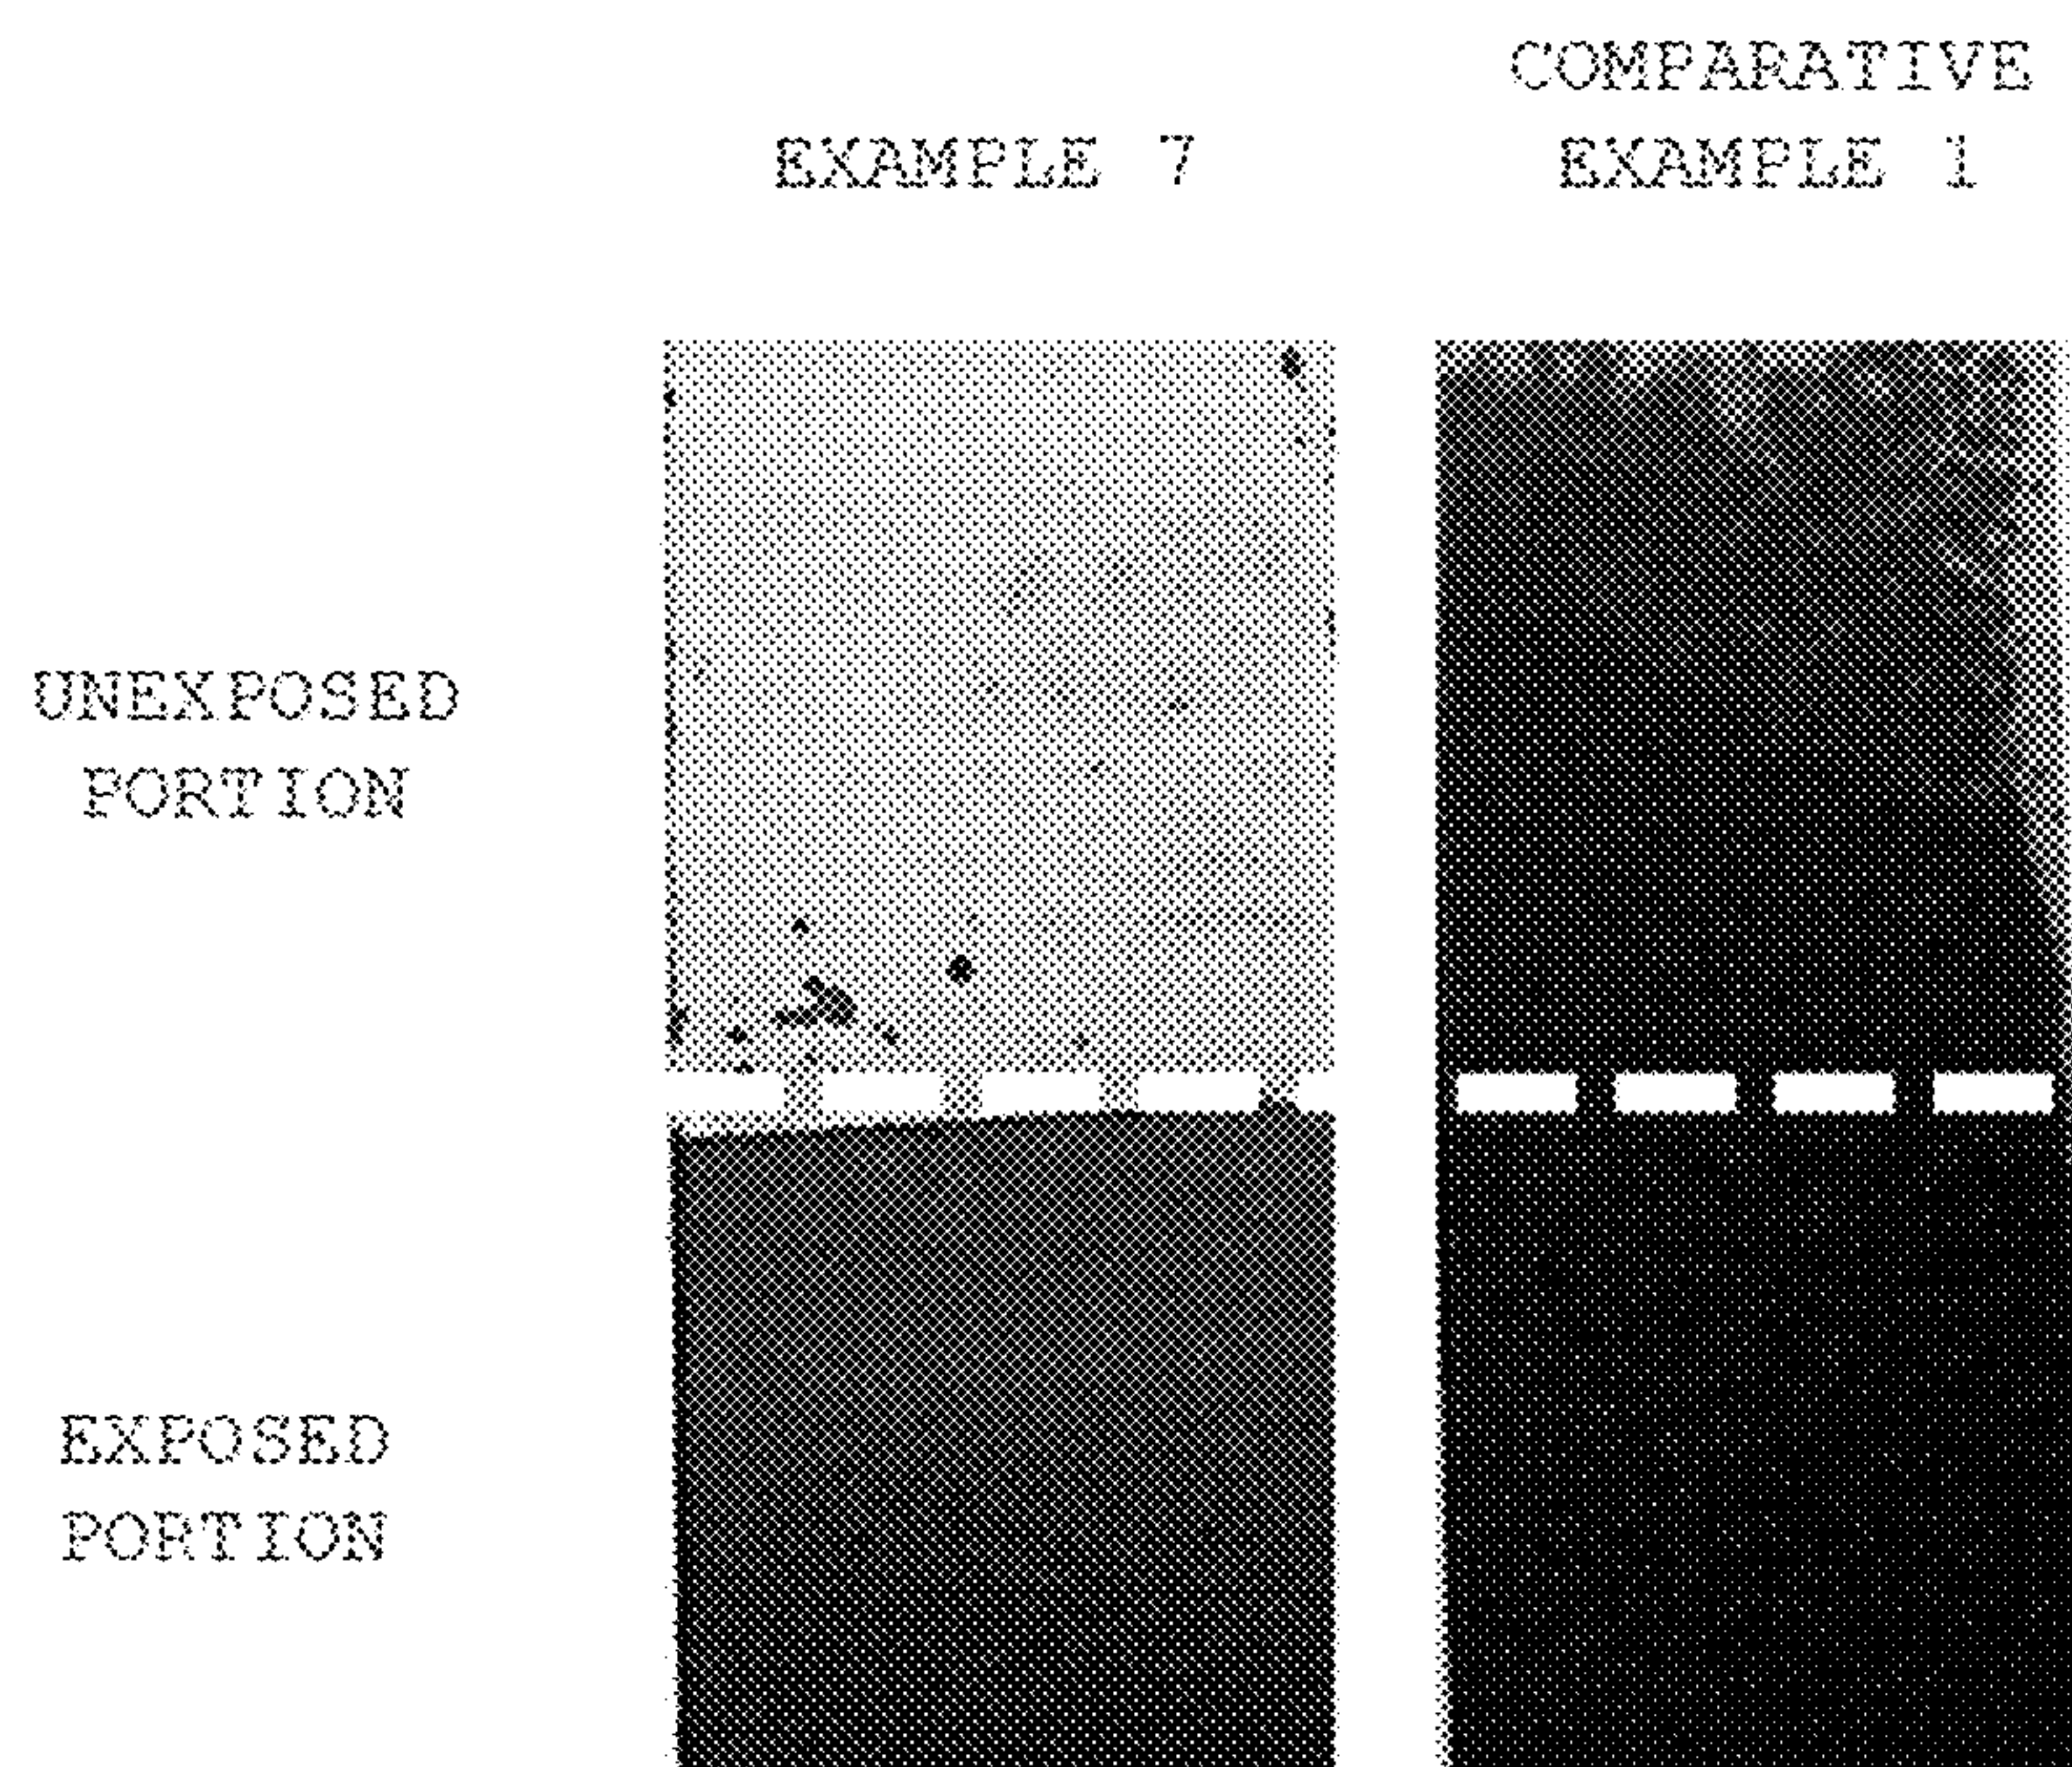 COMPARATIVE
EXAMPLE 7
EXAMPLE 1
UNEXPOSED
PORTION
EXPOSED
PORTION